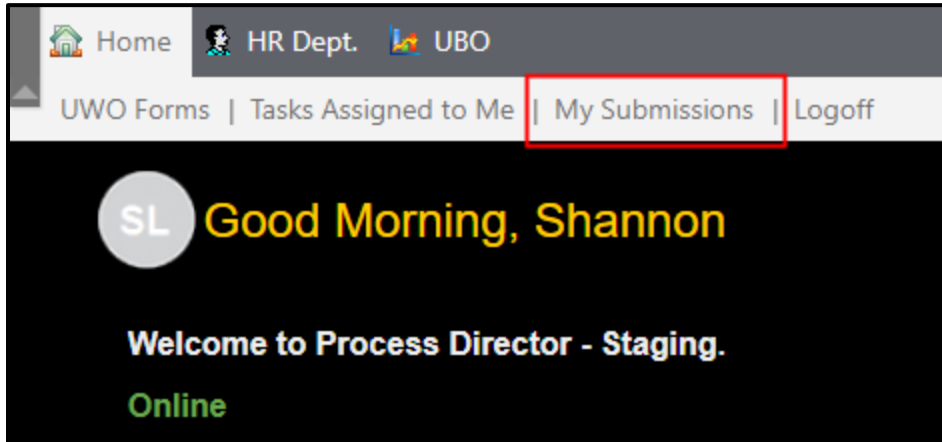 Home HR Dept. UBO
UWO Forms | Tasks Assigned to Me | My Submissions | Logoff
SL Good Morning, Shannon
Welcome to Process Director - Staging.
Online